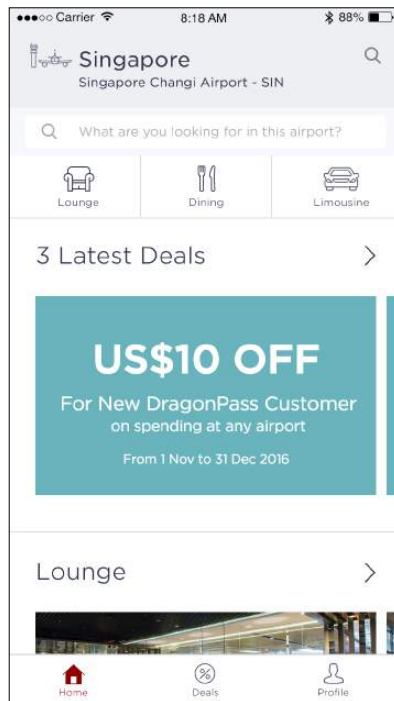 Carrier 8:18 AM 88%
Singapore
Singapore Changi Airport - SIN
What are you looking for in this airport?
Lounge Dining Limousine
3 Latest Deals
US$10 OFF
For New DragonPass Customer
on spending at any airport
From 1 Nov to 31 Dec 2016
Lounge
Home Deals Profile